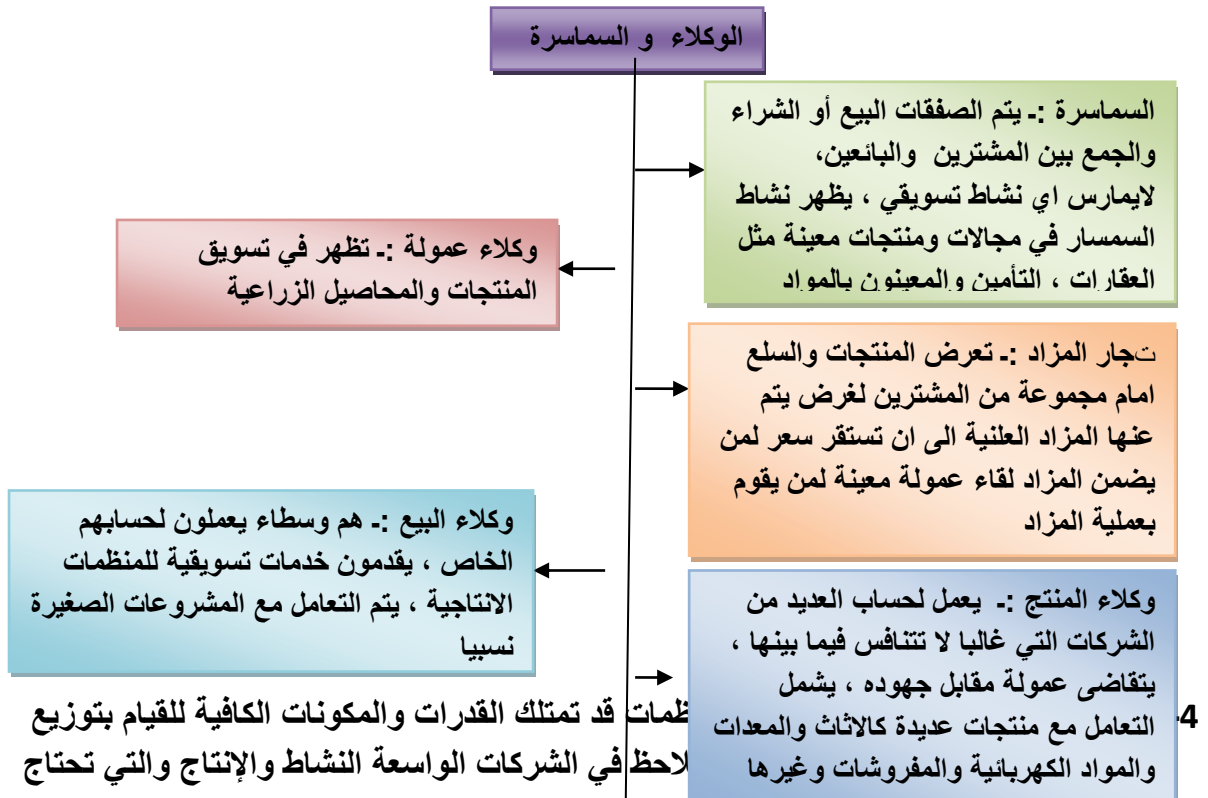 الوكلاء و السماسرة
السماسرة :ـ يتم الصفقات البيع أو الشراء
والجمع بين المشترين والبائعين،
لايمارس اي نشاط تسويقي ، يظهر نشاط
السمسار في مجالات ومنتجات معينة مثل
العقارات ، التأمين والمعينون بالمواد
وكلاء عمولة :ـ تظهر في تسويق
المنتجات والمحاصيل الزراعية
تجار المزاد :ـ تعرض المنتجات والسلع
امام مجموعة من المشترين لغرض يتم
عنها المزاد العلنية الى ان تستقر سعر لمن
يضمن المزاد لقاء عمولة معينة لمن يقوم
بعملية المزاد
وكلاء البيع :ـ هم وسطاء يعملون لحسابهم
الخاص ، يقدمون خدمات تسويقية للمنظمات
الانتاجية ، يتم التعامل مع المشروعات الصغيرة
نسبيا
وكلاء المنتج :ـ يعمل لحساب العديد من
الشركات التي غالبا لا تتنافس فيما بينها ،
يتقاضى عمولة مقابل جهوده ، يشمل
التعامل مع منتجات عديدة كالاثاث والمعدات
والمواد الكهربائية والمفروشات وغيرها
4 قد تمتلك القدرات والمكونات الكافية للقيام بتوزيع
في الشركات الواسعة النشاط والإنتاج والتي تحتاج